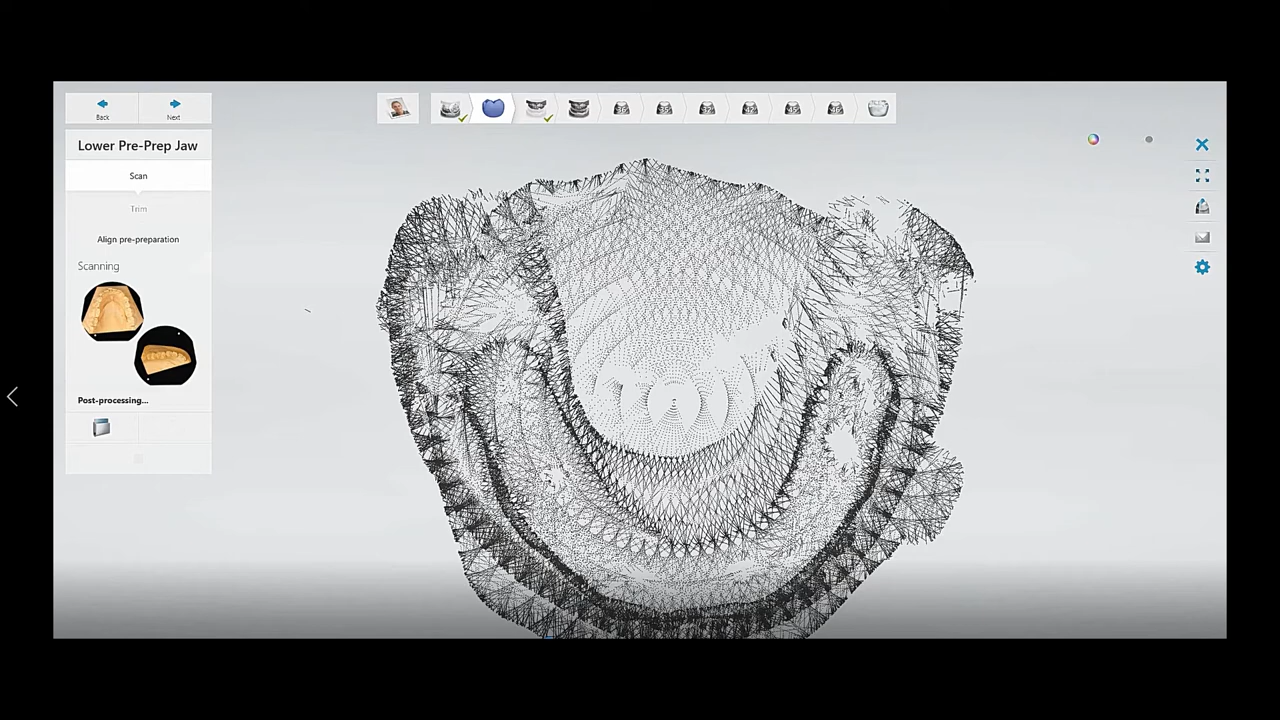 Back
Next
Lower Pre-Prep Jaw
Scan
Trim
Align pre-preparation
Scanning
Post-processing...